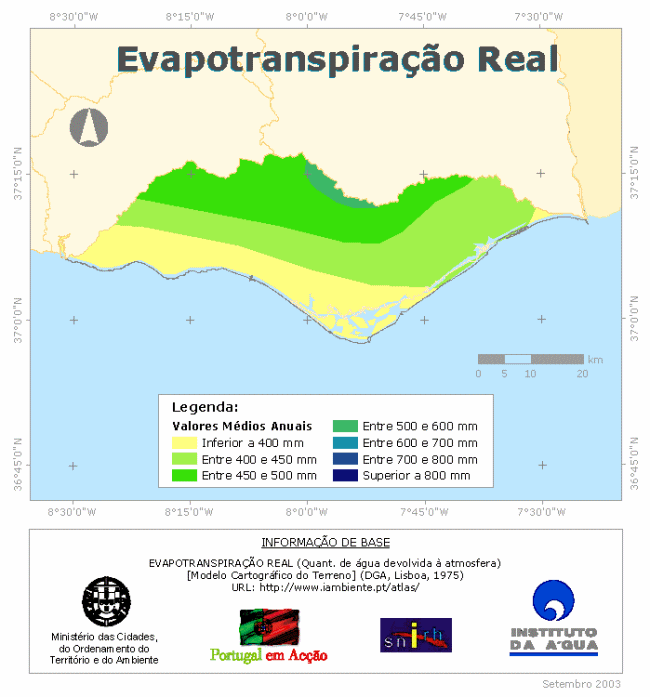 8°30'0"W 8°15'0"W 8°0'0"W 7°45'0"W 7°30'0"W
Evapotranspiração Real
37°15'0"N 37°15'0"N
37°0'0"N 37°0'0"N
km
0 5 10 20
Legenda:
Valores Médios Anuais
Inferior a 400 mm
Entre 400 e 450 mm
Entre 450 e 500 mm
Entre 500 e 600 mm
Entre 600 e 700 mm
Entre 700 e 800 mm
Superior a 800 mm
36°45'0"N 36°45'0"N
8°30'0"W 8°15'0"W 8°0'0"W 7°45'0"W 7°30'0"W
INFORMAÇÃO DE BASE
EVAPOTRANSPIRAÇÃO REAL (Quant. de água devolvida à atmosfera)
[Modelo Cartográfico do Terreno] (DGA, Lisboa, 1975)
URL: http://www.iambiente.pt/atlas/
Ministério das Cidades,
do Ordenamento do
Território e do Ambiente
Portugal em Acção
snirh
INSTITUTO
DA ÁGUA
Setembro 2003